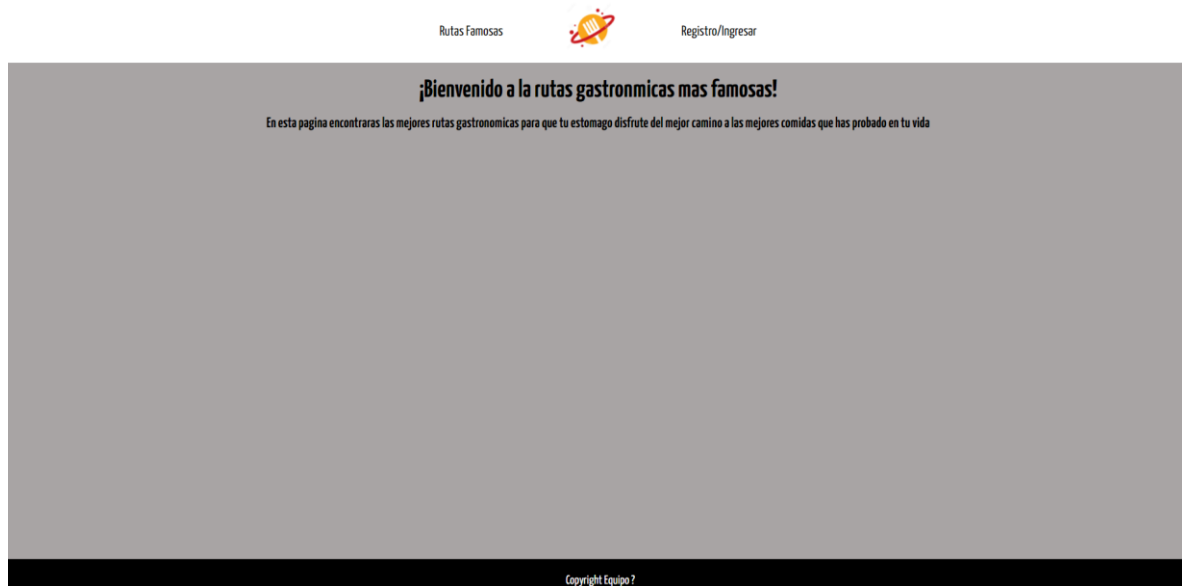 Rutas Famosas
Registro/Ingresar
¡Bienvenido a la rutas gastronmicas mas famosas!
En esta pagina encontraras las mejores rutas gastronomicas para que tu estomago disfrute del mejor camino a las mejores comidas que has probado en tu vida
Copyright Equipo ?